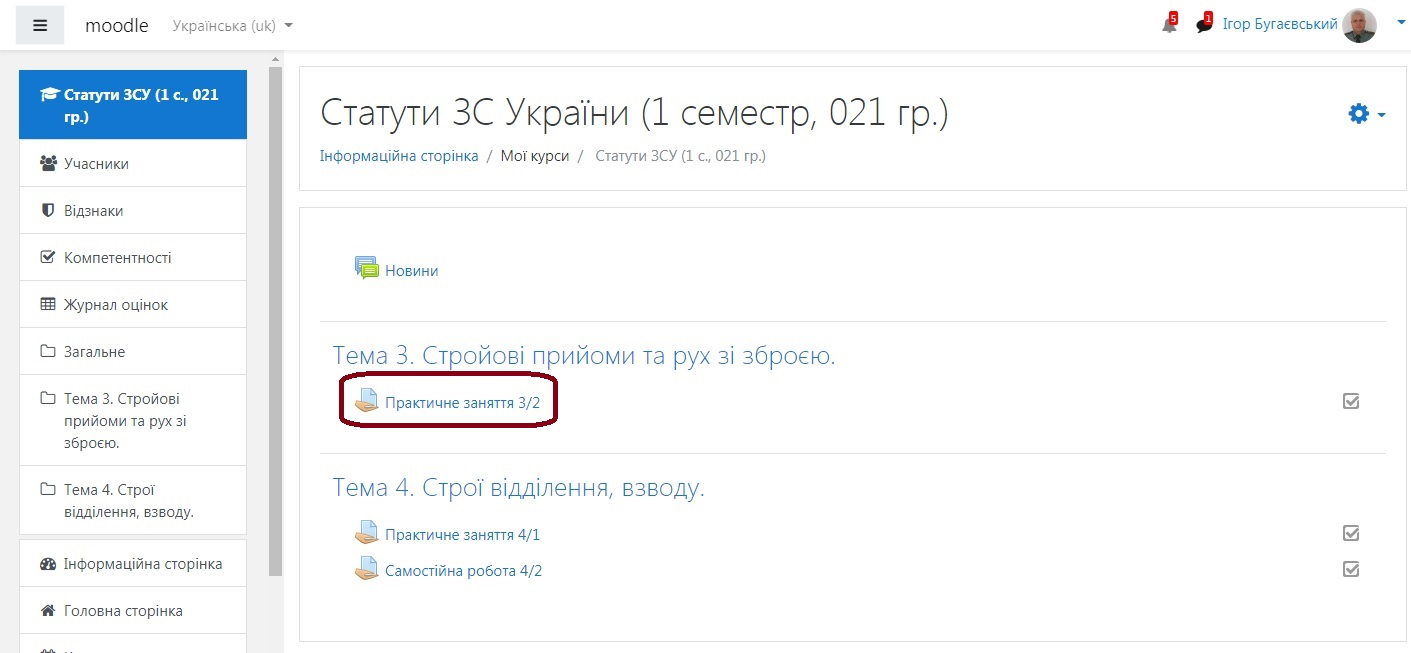 moodle Українська (uk)
5 1 Ігор Бугаєвський
Статути ЗСУ (1 с., 021
гр.)
Учасники
Відзнаки
Компетентності
Журнал оцінок
Загальне
Тема 3. Стройові
прийоми та рух зі
зброєю.
Тема 4. Строї
відділення, взводу.
Інформаційна сторінка
Головна сторінка
Статути ЗС України (1 семестр, 021 гр.)
Інформаційна сторінка / Мої курси / Статути ЗСУ (1 с., 021 гр.)
Новини
Тема 3. Стройові прийоми та рух зі зброєю.
Практичне заняття 3/2
Тема 4. Строї відділення, взводу.
Практичне заняття 4/1
Самостійна робота 4/2